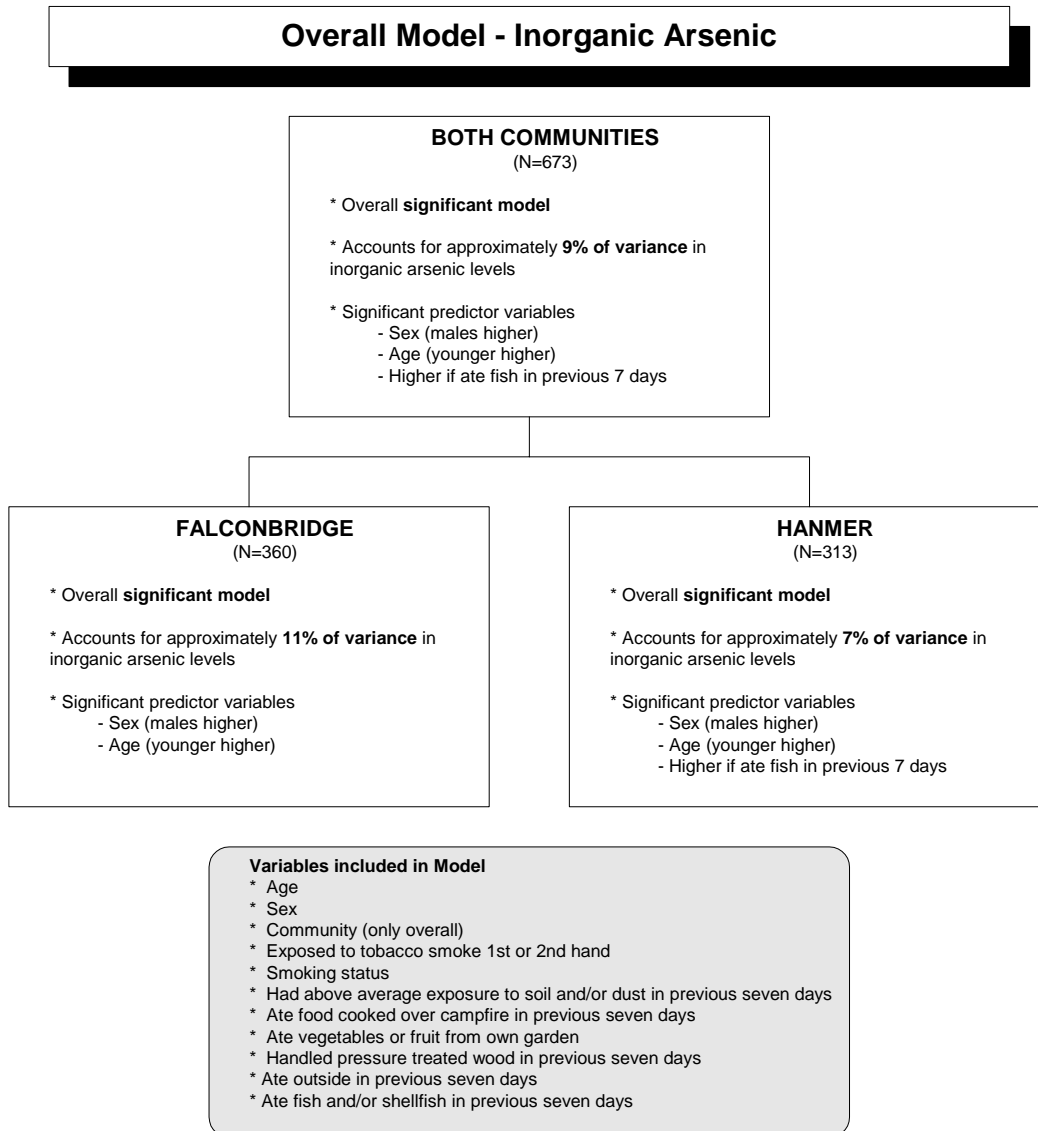 Overall Model - Inorganic Arsenic
BOTH COMMUNITIES
(N=673)
* Overall significant model
* Accounts for approximately 9% of variance in
inorganic arsenic levels
* Significant predictor variables
- Sex (males higher)
- Age (younger higher)
- Higher if ate fish in previous 7 days
FALCONBRIDGE
(N=360)
* Overall significant model
* Accounts for approximately 11% of variance in
inorganic arsenic levels
* Significant predictor variables
- Sex (males higher)
- Age (younger higher)
HANMER
(N=313)
* Overall significant model
* Accounts for approximately 7% of variance in
inorganic arsenic levels
* Significant predictor variables
- Sex (males higher)
- Age (younger higher)
- Higher if ate fish in previous 7 days
Variables included in Model
* Age
* Sex
* Community (only overall)
* Exposed to tobacco smoke 1st or 2nd hand
* Smoking status
* Had above average exposure to soil and/or dust in previous seven days
* Ate food cooked over campfire in previous seven days
* Ate vegetables or fruit from own garden
* Handled pressure treated wood in previous seven days
* Ate outside in previous seven days
* Ate fish and/or shellfish in previous seven days